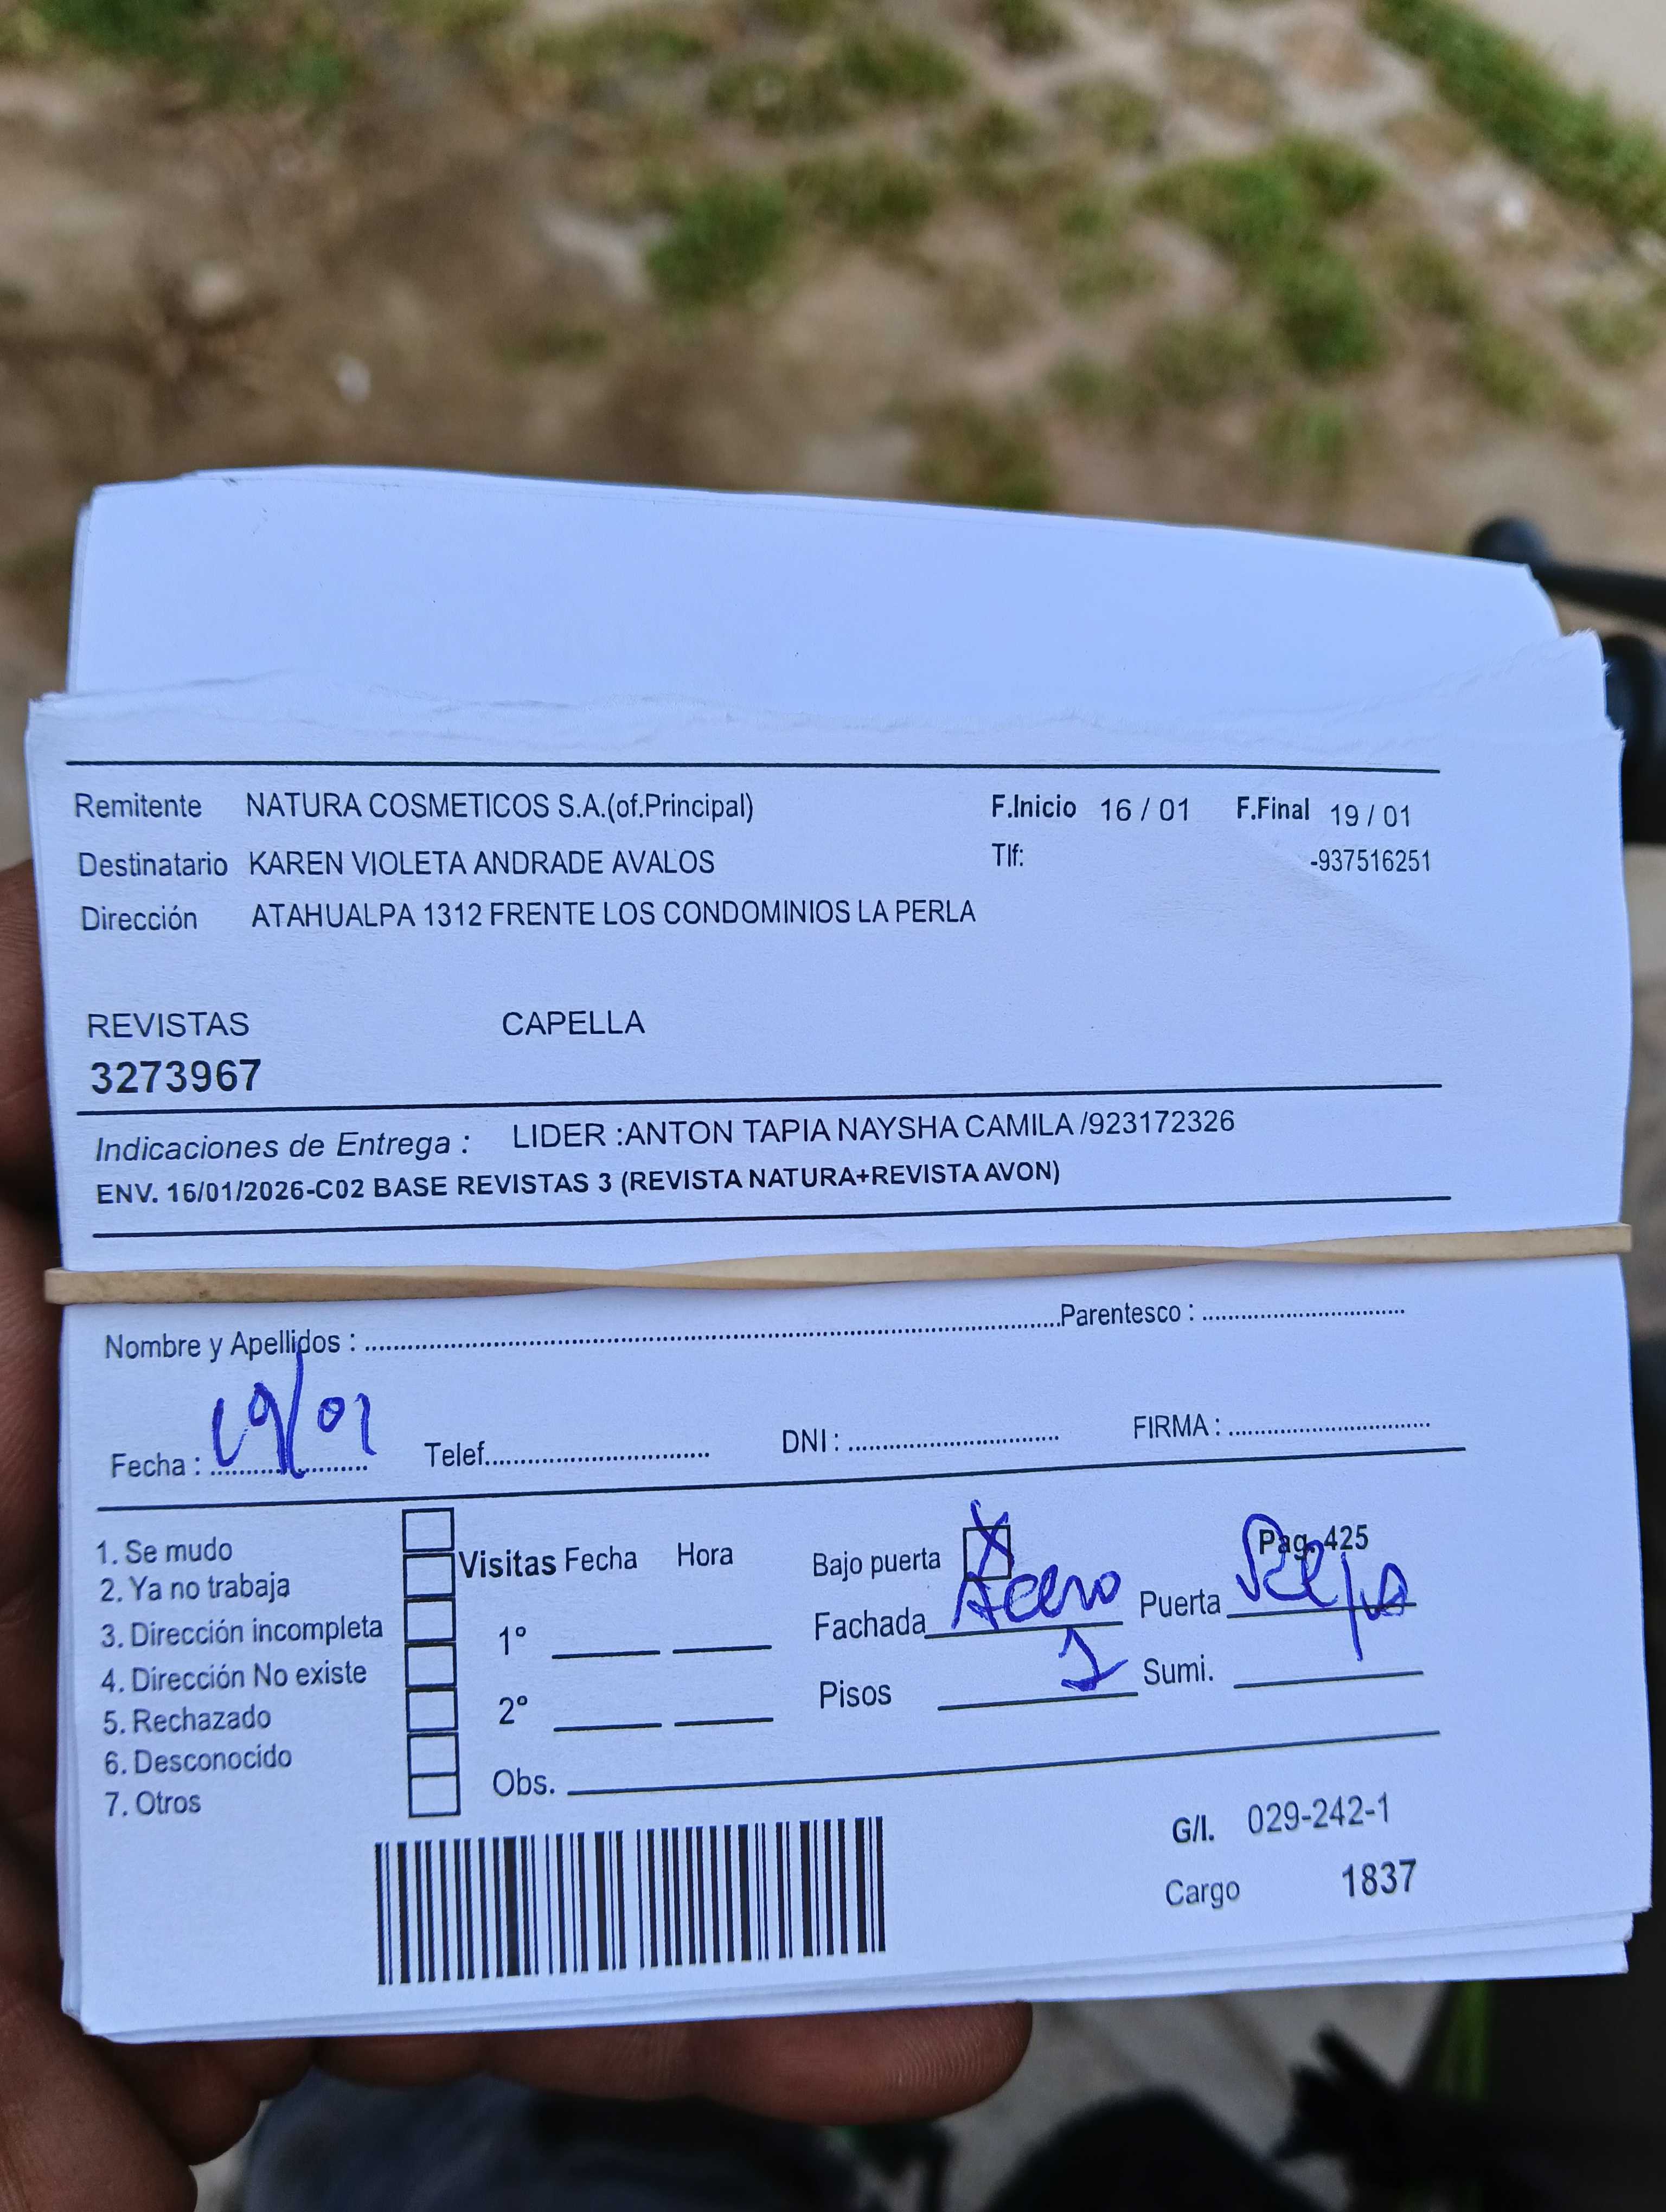 Remitente NATURA COSMETICOS S.A.(of.Principal) F.Inicio 16 / 01 F.Final 19 / 01
Destinatario KAREN VIOLETA ANDRADE AVALOS Tlf: -937516251
Dirección ATAHUALPA 1312 FRENTE LOS CONDOMINIOS LA PERLA
REVISTAS CAPELLA
3273967
Indicaciones de Entrega : LIDER :ANTON TAPIA NAYSHA CAMILA /923172326
ENV. 16/01/2026-C02 BASE REVISTAS 3 (REVISTA NATURA+REVISTA AVON)
Nombre y Apellidos : Parentesco :
Fecha : 19/01 Telef. DNI : FIRMA :
Pag. 425
1. Se mudo
2. Ya no trabaja
3. Dirección incompleta
4. Dirección No existe
5. Rechazado
6. Desconocido
7. Otros
Visitas Fecha Hora
1°
2°
Obs.
Bajo puerta X
Fachada Acero Puerta
Pisos 1 Sumi.
G/I. 029-242-1
Cargo 1837